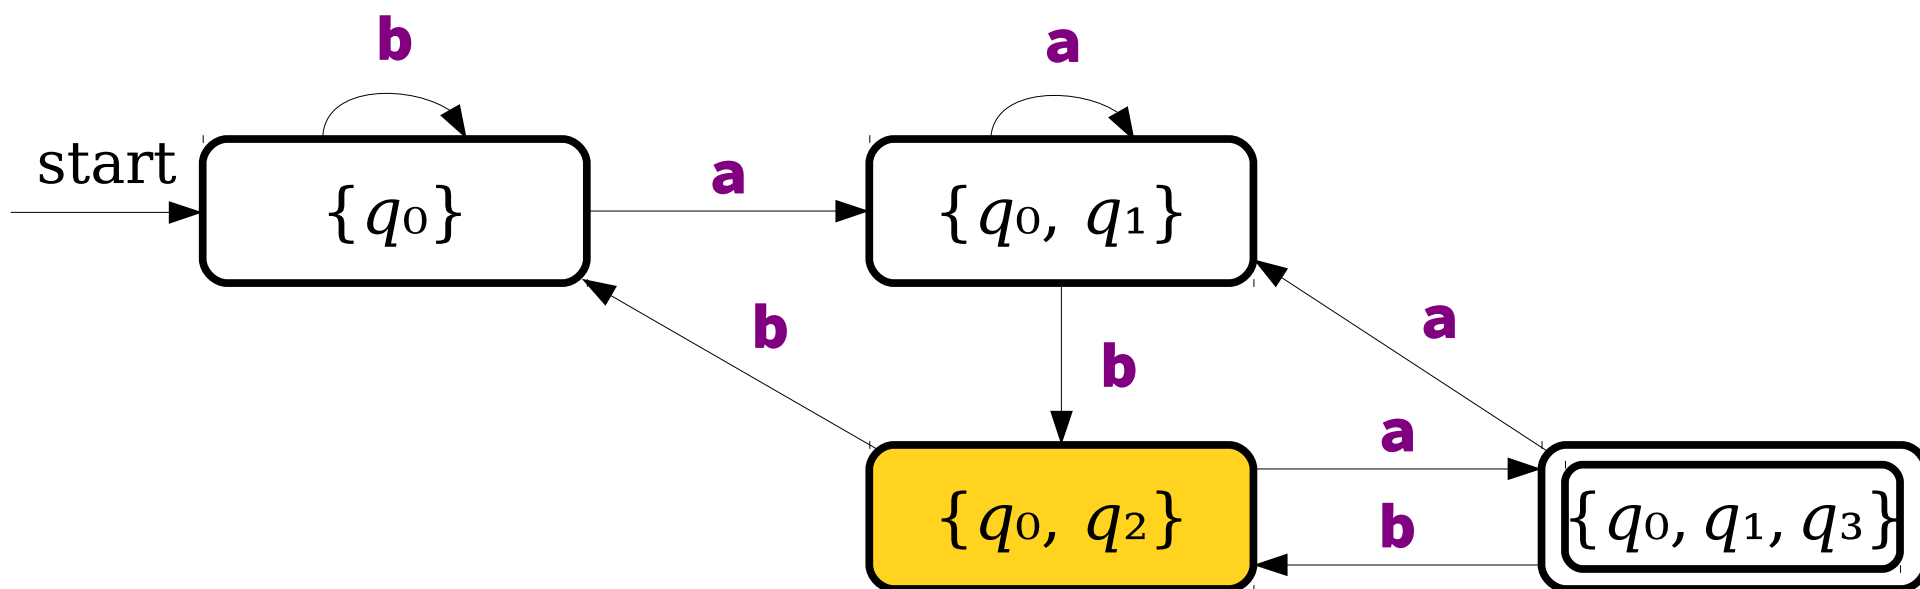 b
a
start
a
{q₀}
{q₀, q₁}
b
a
b
a
{q₀, q₂}
b
{q₀, q₁, q₃}